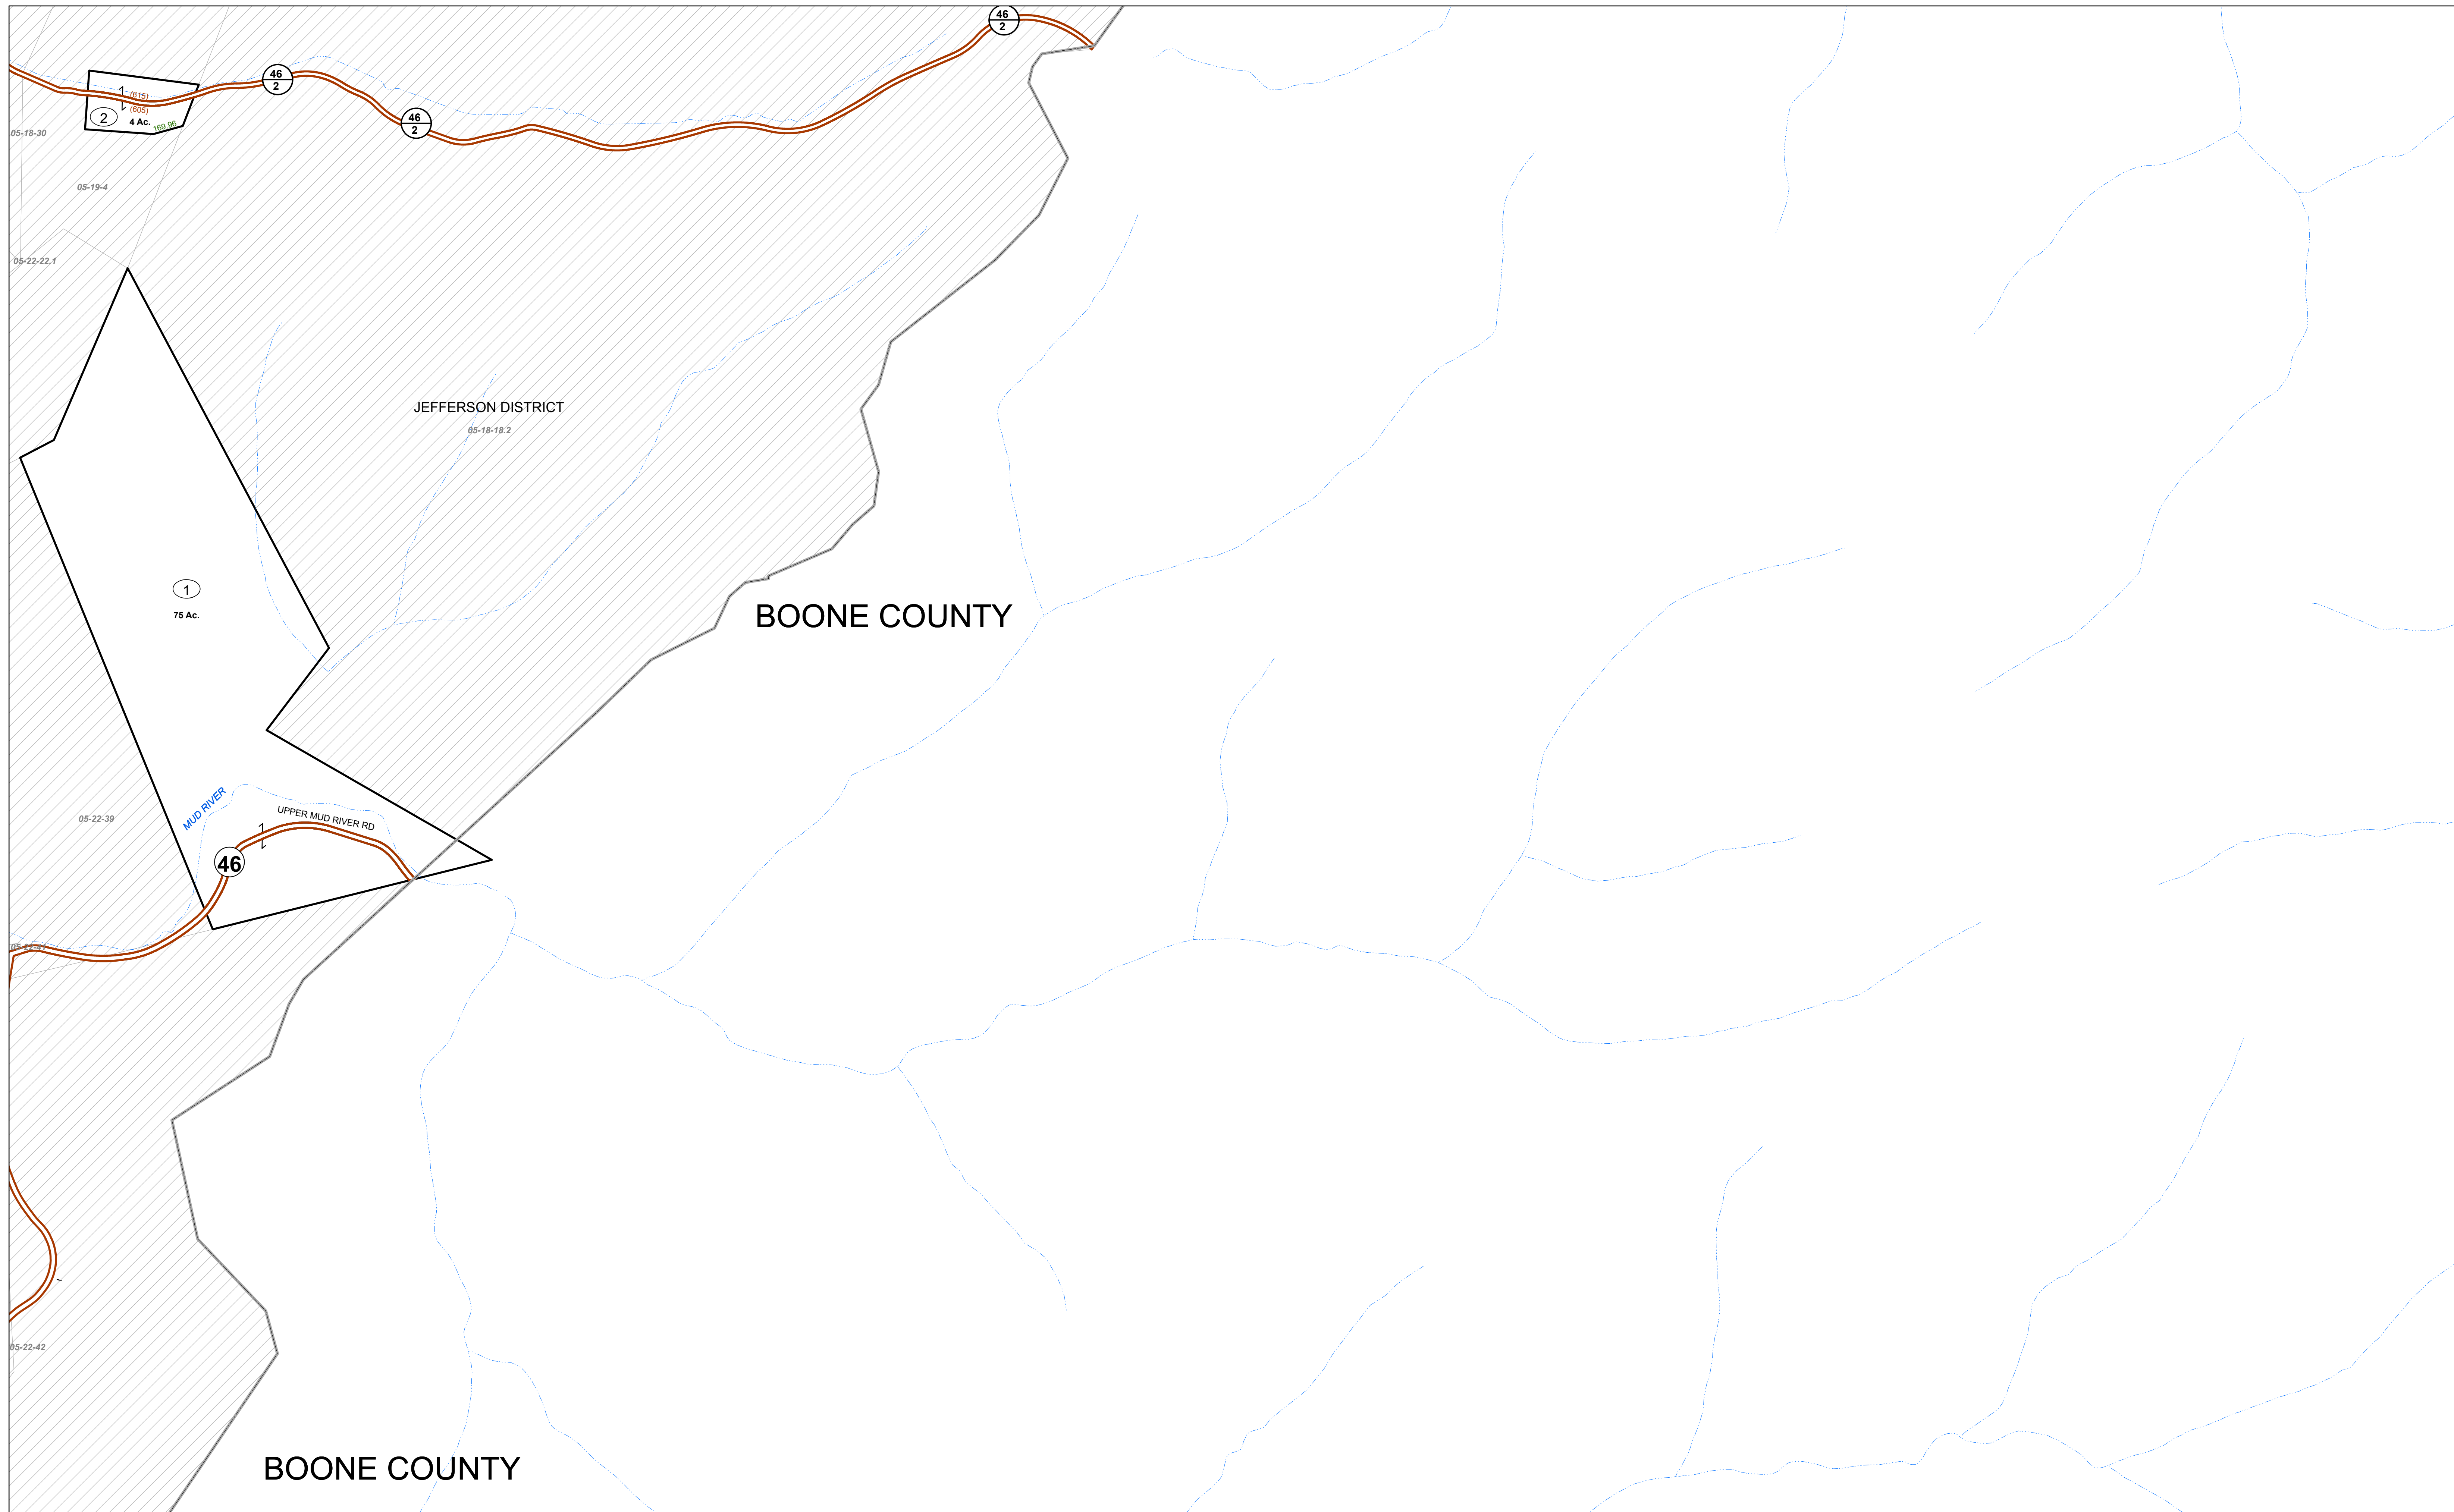 46
2
46
2
(615)
(605)
2
4 Ac.
169.96
46
2
05-18-30
05-19-4
05-22-22.1
JEFFERSON DISTRICT
05-18-18.2
1
75 Ac.
BOONE COUNTY
MUD RIVER
UPPER MUD RIVER RD
05-22-39
46
05-22-42
BOONE COUNTY